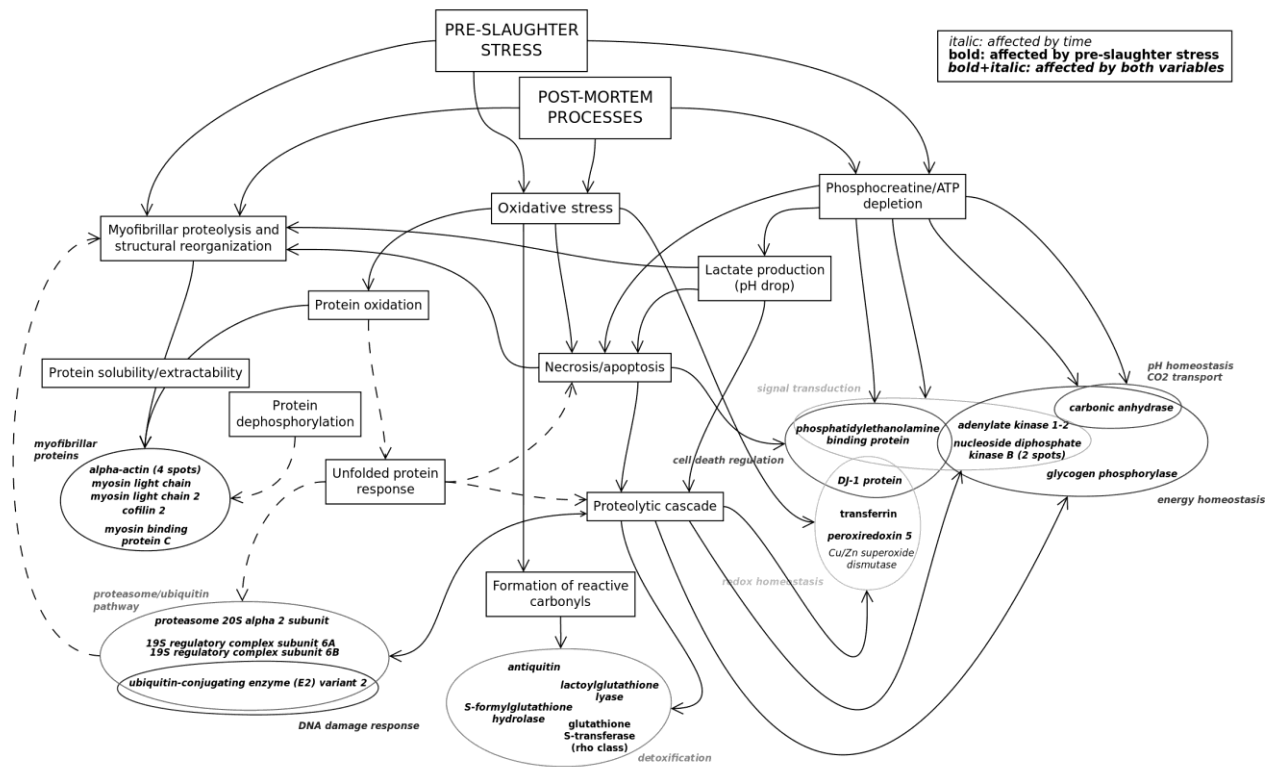 PRE-SLAUGHTER
STRESS
italic: affected by time
bold: affected by pre-slaughter stress
bold+italic: affected by both variables
POST-MORTEM
PROCESSES
Phosphocreatine/ATP
depletion
Oxidative stress
Myofibrillar proteolysis and
structural reorganization
Lactate production
(pH drop)
Protein oxidation
Protein solubility/extractability
Necrosis/apoptosis
pH homeostasis
CO2 transport
signal transduction
Protein
dephosphorylation
carbonic anhydrase
phosphatidylethanolamine
binding protein
adenylate kinase 1-2
nucleoside diphosphate
kinase B (2 spots)
myofibrillar
proteins
cell death regulation
glycogen phosphorylase
energy homeostasis
alpha-actin (4 spots)
myosin light chain
myosin light chain 2
cofilin 2
myosin binding
protein C
Unfolded protein
response
DJ-1 protein
Proteolytic cascade
transferrin
peroxiredoxin 5
Cu/Zn superoxide
dismutase
redox homeostasis
Formation of reactive
carbonyls
proteasome/ubiquitin
pathway
proteasome 20S alpha 2 subunit
19S regulatory complex subunit 6A
19S regulatory complex subunit 6B
ubiquitin-conjugating enzyme (E2) variant 2
DNA damage response
antiquitin
lactoylglutathione
lyase
S-formylglutathione
hydrolase
glutathione
S-transferase
(rho class)
detoxification